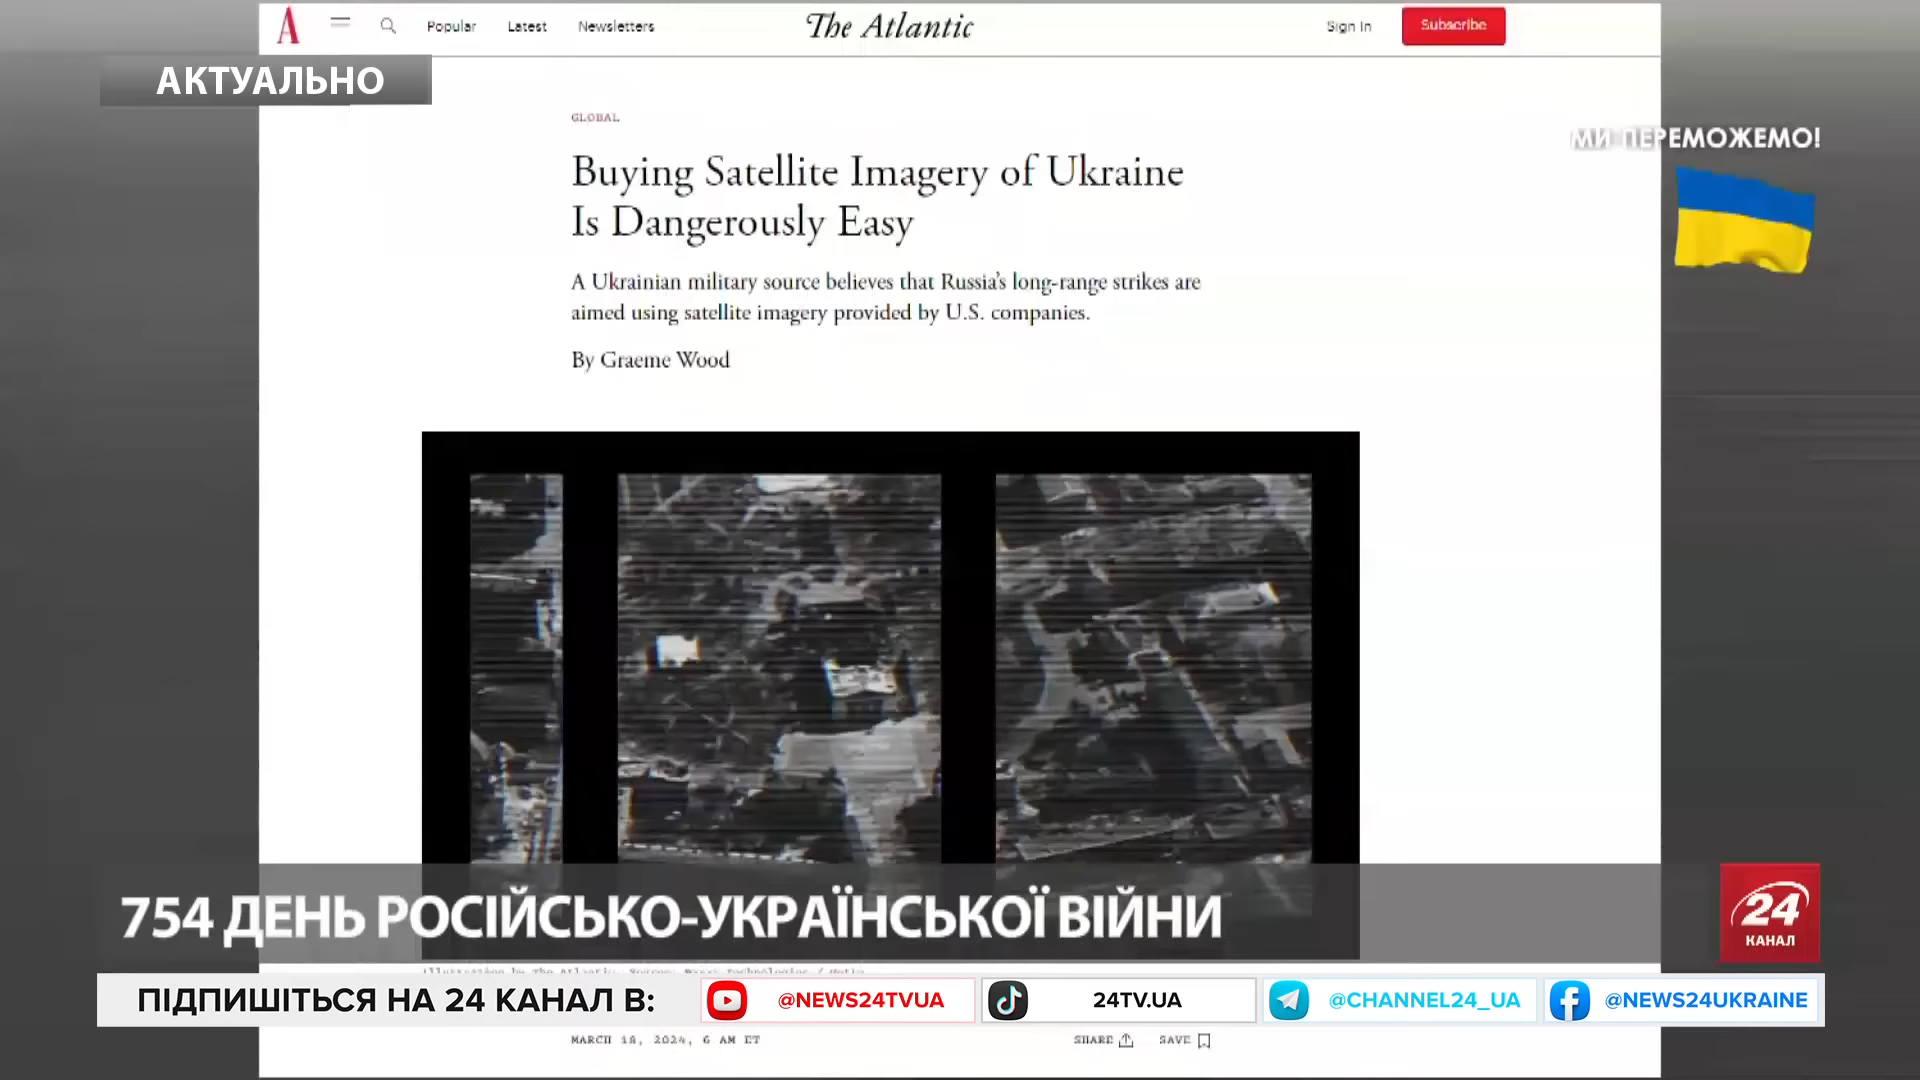 A
Popular
Latest
Newsletters
The Atlantic
Sign In
Subscribe
АКТУАЛЬНО
МИ ПЕРЕМОЖЕМО!
GLOBAL
Buying Satellite Imagery of Ukraine
Is Dangerously Easy
A Ukrainian military source believes that Russia’s long-range strikes are
aimed using satellite imagery provided by U.S. companies.
By Graeme Wood
754 ДЕНЬ РОСІЙСЬКО-УКРАЇНСЬКОЇ ВІЙНИ
24
КАНАЛ
ПІДПИШІТЬСЯ НА 24 КАНАЛ В:
@NEWS24TVUA
24TV.UA
@CHANNEL24_UA
@NEWS24UKRAINE
MARCH 18, 2024, 6 AM ET
SHARE
SAVE